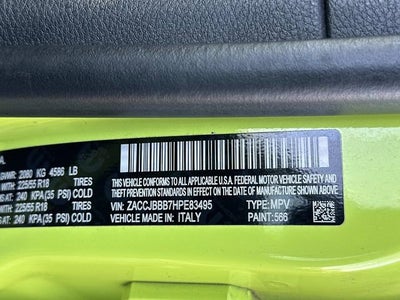 A.
GVWR: 2080 KG 4586 LB
225/55 R18 TIRES
S AT: 240 KPA(35 PSI) COLD
225/55 R18 TIRES
S AT: 240 KPA(35 PSI) COLD
THIS VEHICLE CONFORMS TO ALL APPLICABLE FEDERAL MOTOR VEHICLE SAFETY,
THEFT PREVENTION STANDARDS IN EFFECT ON THE DATE OF MANUFACTURE SHOWN ABOVE
VIN: ZACCJBBB7HPE83495 TYPE: MPV
MADE IN: ITALY PAINT: 566